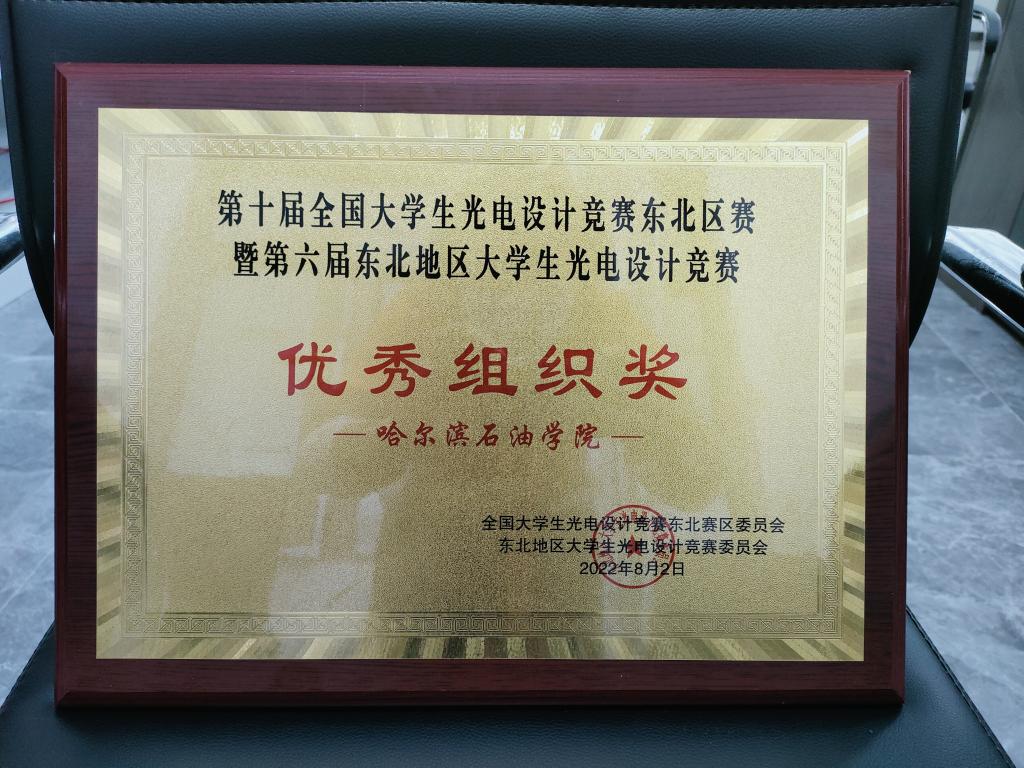 第十届全国大学生光电设计竞赛东北区赛
暨第六届东北地区大学生光电设计竞赛
优秀组织奖
—哈尔滨石油学院—
全国大学生光电设计竞赛东北赛区委员会
东北地区大学生光电设计竞赛委员会
2022年8月2日